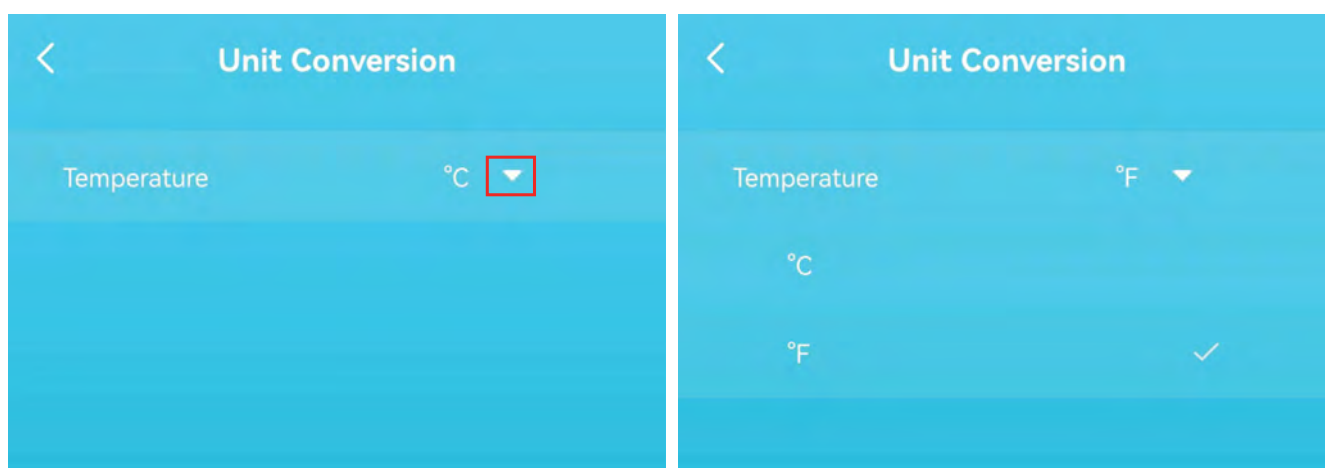 Unit Conversion
Temperature °C
Unit Conversion
Temperature °F
°C
°F